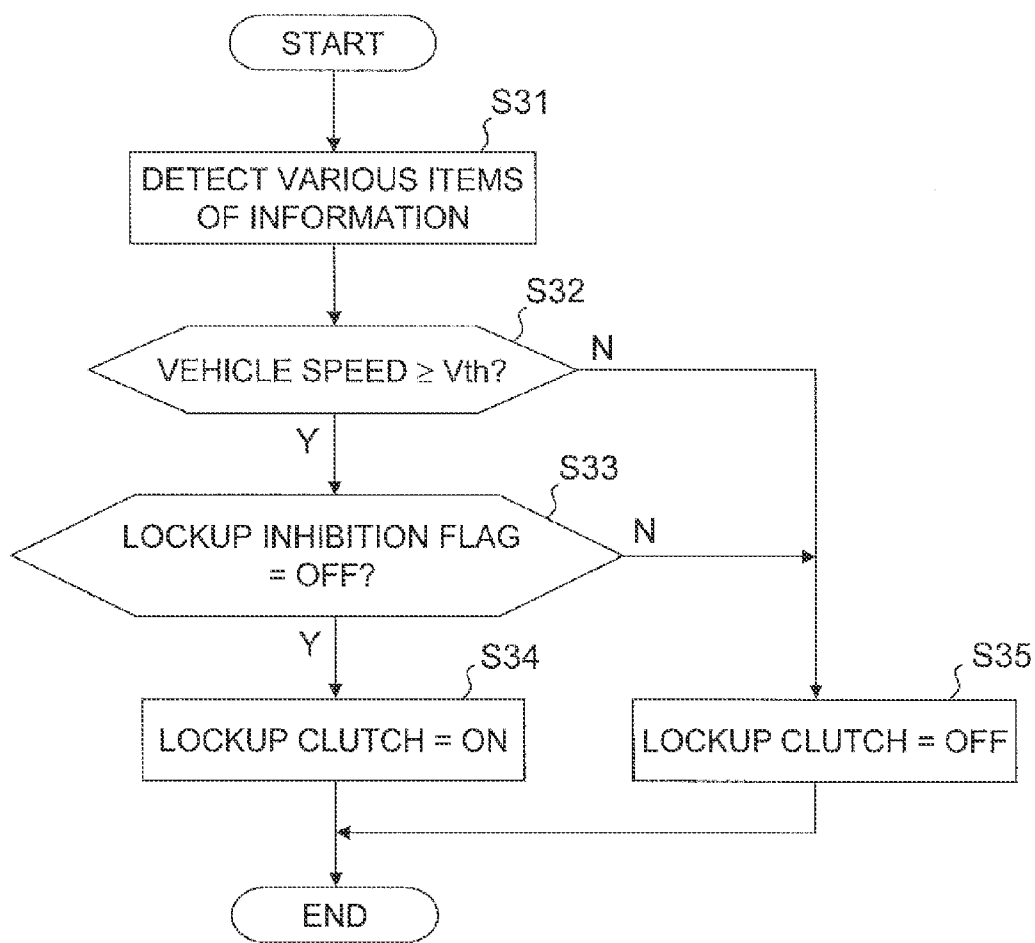 START
S31
DETECT VARIOUS ITEMS
OF INFORMATION
S32
VEHICLE SPEED ≥ Vth?
N
Y
S33
LOCKUP INHIBITION FLAG
= OFF?
N
Y
S34
LOCKUP CLUTCH = ON
S35
LOCKUP CLUTCH = OFF
END